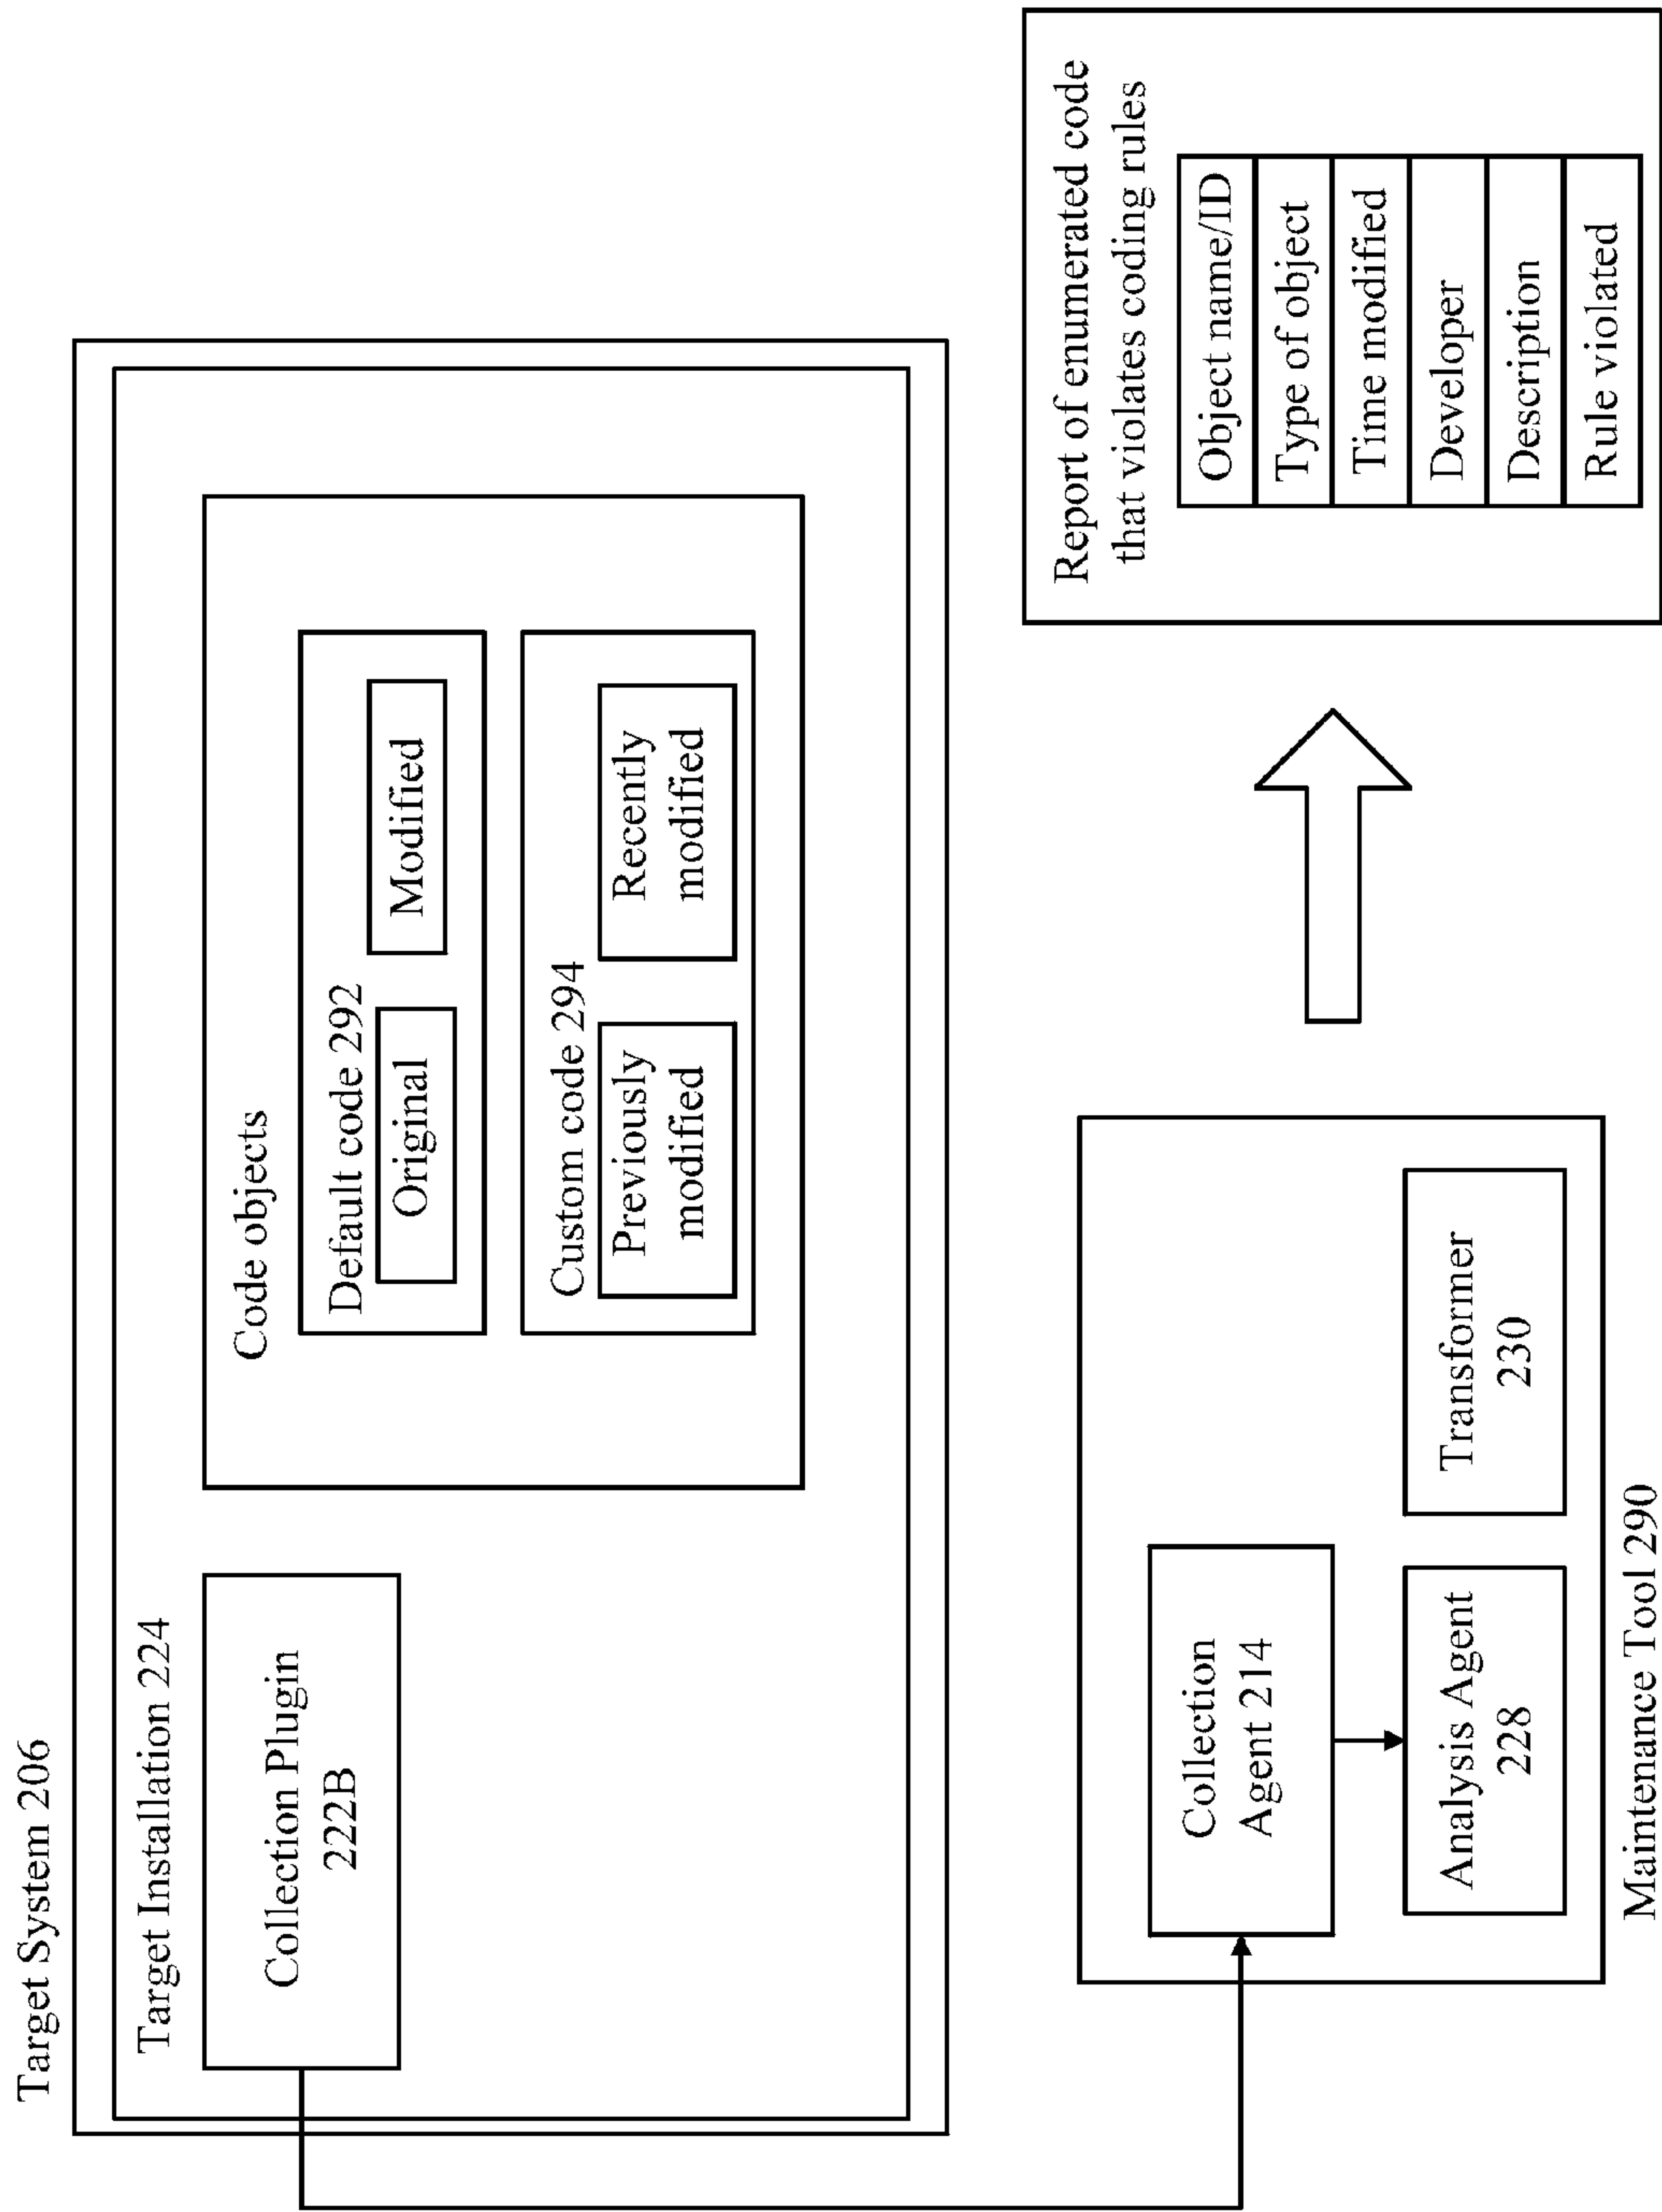 Target System 206
Target Installation 224
Collection Plugin
222B
Code objects
Default code 292
Original
Modified
Custom code 294
Previously
modified
Recently
modified
Collection
Agent 214
Analysis Agent
228
Transformer
230
Maintenance Tool 290
Report of enumerated code
that violates coding rules
Object name/ID
Type of object
Time modified
Developer
Description
Rule violated